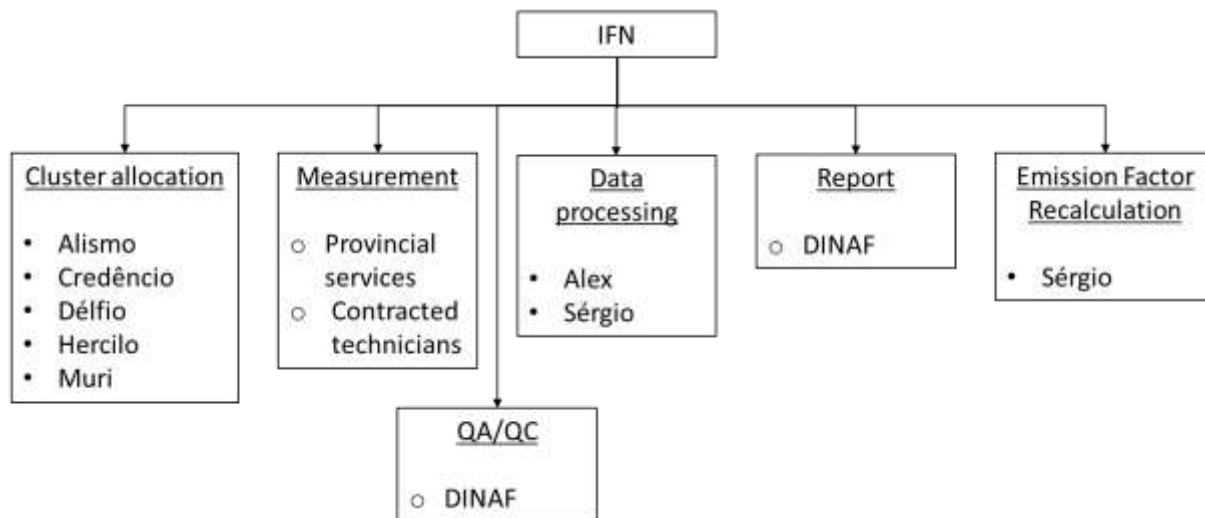 IFN
Cluster allocation
• Alismo
• Credêncio
• Délfio
• Hercilo
• Muri
Measurement
○ Provincial
services
○ Contracted
technicians
Data
processing
• Alex
• Sérgio
Report
○ DINAF
Emission Factor
Recalculation
• Sérgio
QA/QC
○ DINAF